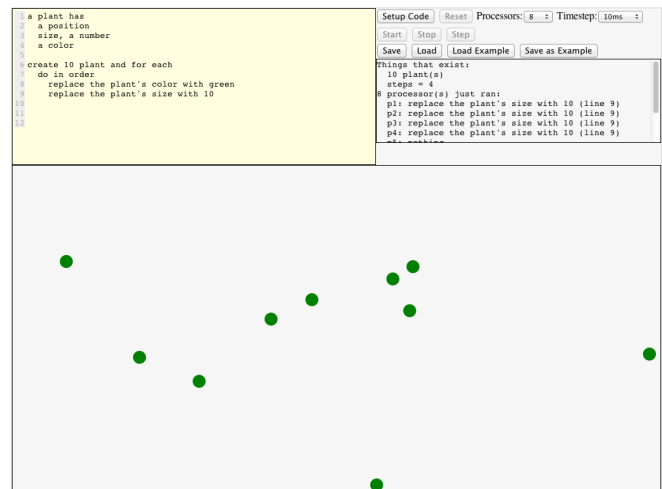 1 a plant has
2 a position
3 size, a number
4 a color
5
6 create 10 plant and for each
7 do in order
8 replace the plant's color with green
9 replace the plant's size with 10
10
11
12
Setup Code Reset Processors: 8 Timestep: 10ms
Start Stop Step
Save Load Load Example Save as Example
Things that exist:
10 plant(s)
steps = 4
8 processor(s) just ran:
p1: replace the plant's size with 10 (line 9)
p2: replace the plant's size with 10 (line 9)
p3: replace the plant's size with 10 (line 9)
p4: replace the plant's size with 10 (line 9)